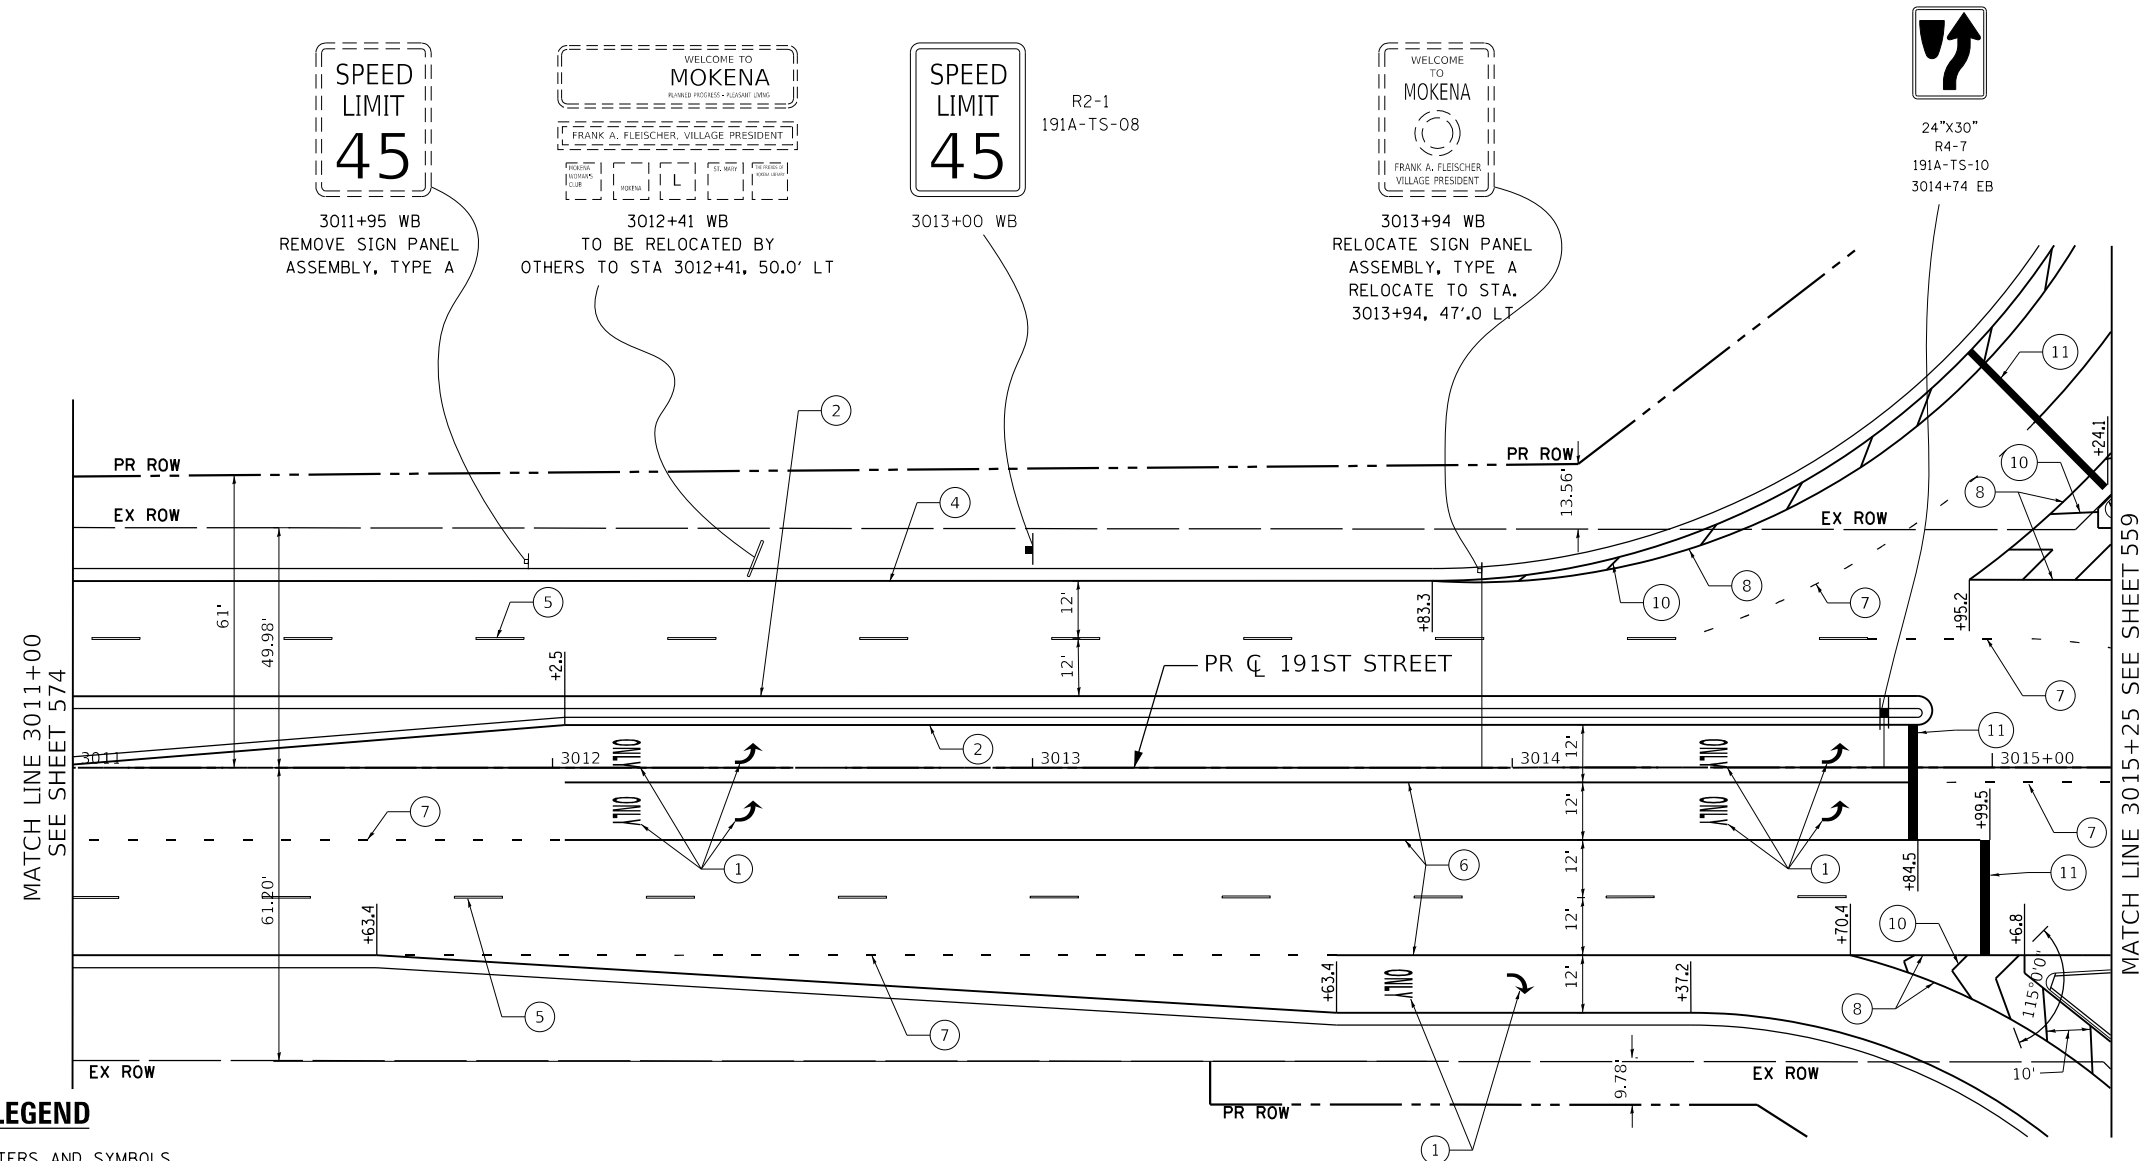 SPEED
LIMIT
45
3011+95 WB
REMOVE SIGN PANEL
ASSEMBLY, TYPE A
WELCOME TO
MOKENA
PLANNED PROGRESS - PLEASANT LIVING
FRANK A. FLEISCHER, VILLAGE PRESIDENT
MOKENA
WOMAN'S
CLUB
MOKENA
L
ST. MARY
3012+41 WB
TO BE RELOCATED BY
OTHERS TO STA 3012+41, 50.0' LT
SPEED
LIMIT
45
R2-1
191A-TS-08
3013+00 WB
WELCOME
TO
MOKENA
FRANK A. FLEISCHER
VILLAGE PRESIDENT
3013+94 WB
RELOCATE SIGN PANEL
ASSEMBLY, TYPE A
RELOCATE TO STA.
3013+94, 47'.0 LT
24"X30"
R4-7
191A-TS-10
3014+74 EB
11
2
PR ROW
PR ROW
13.56'
+24.1
10
8
4
EX ROW
EX ROW
61'
49.98'
5
12'
12'
+83.3
10
8
7
+95.2
+2.5
PR ℄ 191ST STREET
7
MATCH LINE 3011+00
SEE SHEET 574
MATCH LINE 3015+25 SEE SHEET 559
2
11
3011
3012
3013
3014
3015+00
ONLY
ONLY
12'
ONLY
ONLY
12'
7
+99.5
7
1
6
1
12'
+84.5
11
61.20'
+63.4
12'
+70.4
10
+6.8
5
7
+63.4
ONLY
12'
+37.2
8
115°0'0"
EX ROW
9.78'
EX ROW
10'
PR ROW
1
LEGEND
TERS AND SYMBOLS